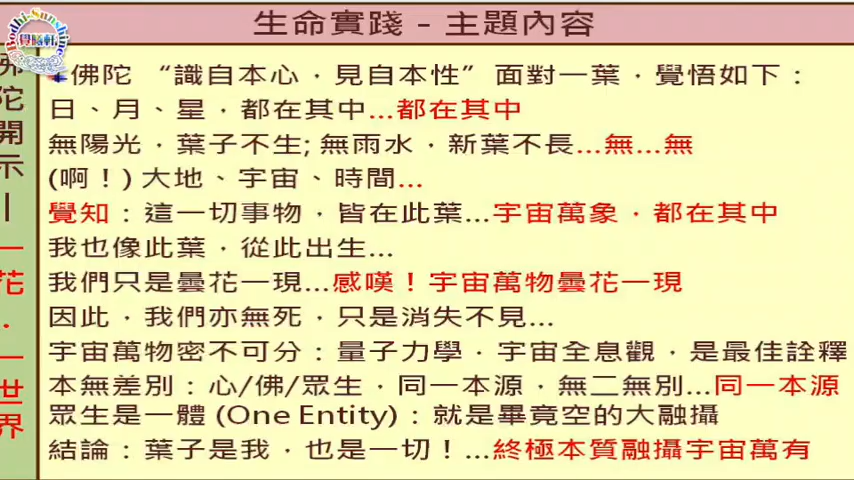 生命實踐 – 主題內容
Bodhi-Sunshine
覺曦軒
佛陀開示｜一花．一世界
佛陀 “識自本心．見自本性” 面對一葉．覺悟如下：
日、月、星．都在其中...都在其中
無陽光．葉子不生; 無雨水．新葉不長...無...無
(啊！) 大地、宇宙、時間...
覺知：這一切事物．皆在此葉...宇宙萬象．都在其中
我也像此葉．從此出生...
我們只是曇花一現...感嘆！宇宙萬物曇花一現
因此．我們亦無死．只是消失不見...
宇宙萬物密不可分：量子力學．宇宙全息觀．是最佳詮釋
本無差別：心/佛/眾生．同一本源．無二無別...同一本源
眾生是一體 (One Entity)：就是畢竟空的大融攝
結論：葉子是我．也是一切！...終極本質融攝宇宙萬有